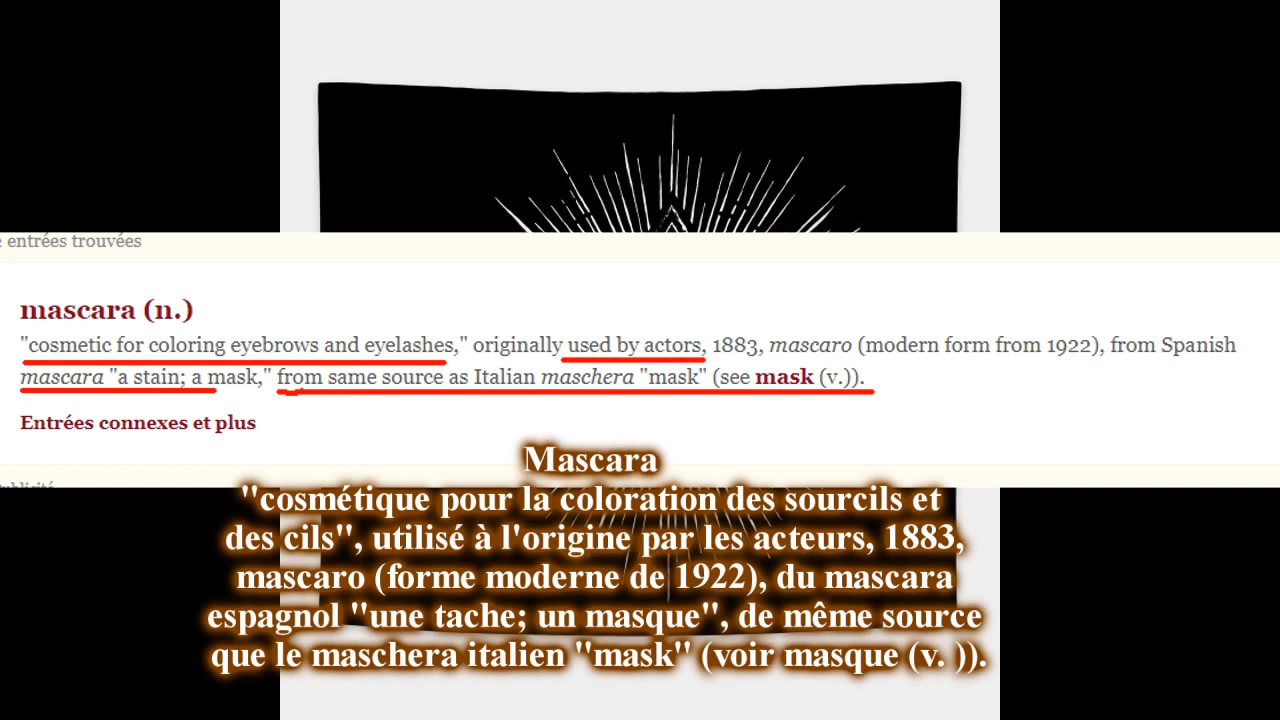 entrées trouvées
mascara (n.)
"cosmetic for coloring eyebrows and eyelashes," originally used by actors, 1883, mascaro (modern form from 1922), from Spanish
mascara "a stain; a mask," from same source as Italian maschera "mask" (see mask (v.)).
Entrées connexes et plus
Mascara
"cosmétique pour la coloration des sourcils et
des cils", utilisé à l'origine par les acteurs, 1883,
mascaro (forme moderne de 1922), du mascara
espagnol "une tache; un masque", de même source
que le maschera italien "mask" (voir masque (v. )).